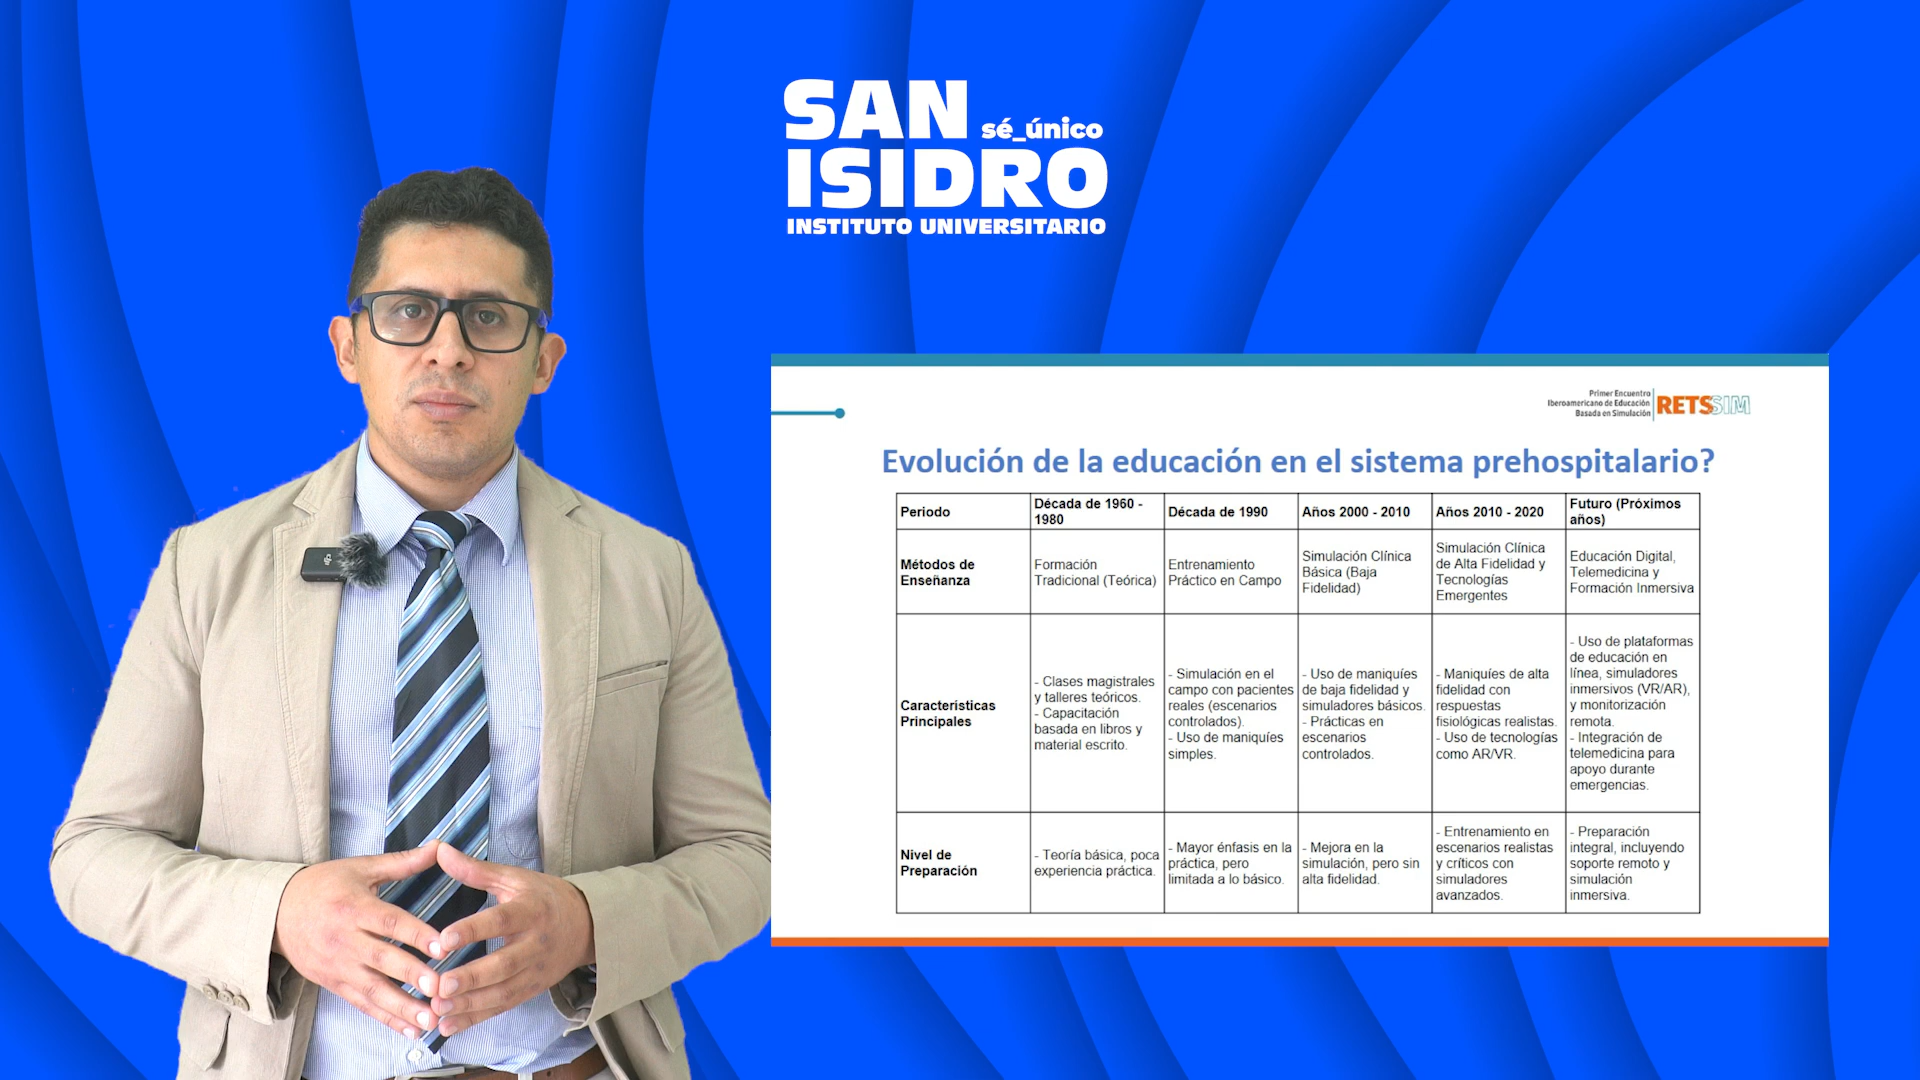 SAN
sé_único
ISIDRO
INSTITUTO UNIVERSITARIO
Primer Encuentro
Iberoamericano de Educación
Basada en Simulación
RETSSIM
Evolución de la educación en el sistema prehospitalario?
Periodo
Década de 1960 -
1980
Década de 1990
Años 2000 - 2010
Años 2010 - 2020
Futuro (Próximos
años)
Métodos de
Enseñanza
Formación
Tradicional (Teórica)
Entrenamiento
Práctico en Campo
Simulación Clínica
Básica (Baja
Fidelidad)
Simulación Clínica
de Alta Fidelidad y
Tecnologías
Emergentes
Educación Digital,
Telemedicina y
Formación Inmersiva
Características
Principales
- Clases magistrales
y talleres teóricos.
- Capacitación
basada en libros y
material escrito.
- Simulación en el
campo con pacientes
reales (escenarios
controlados).
- Uso de maniquíes
simples.
- Uso de maniquíes
de baja fidelidad y
simuladores básicos.
- Prácticas en
escenarios
controlados.
- Maniquíes de alta
fidelidad con
respuestas
fisiológicas realistas.
- Uso de tecnologías
como AR/VR.
- Uso de plataformas
de educación en
línea, simuladores
inmersivos (VR/AR),
y monitorización
remota.
- Integración de
telemedicina para
apoyo durante
emergencias.
Nivel de
Preparación
- Teoría básica, poca
experiencia práctica.
- Mayor énfasis en la
práctica, pero
limitada a lo básico.
- Mejora en la
simulación, pero sin
alta fidelidad.
- Entrenamiento en
escenarios realistas
y críticos con
simuladores
avanzados.
- Preparación
integral, incluyendo
soporte remoto y
simulación
inmersiva.